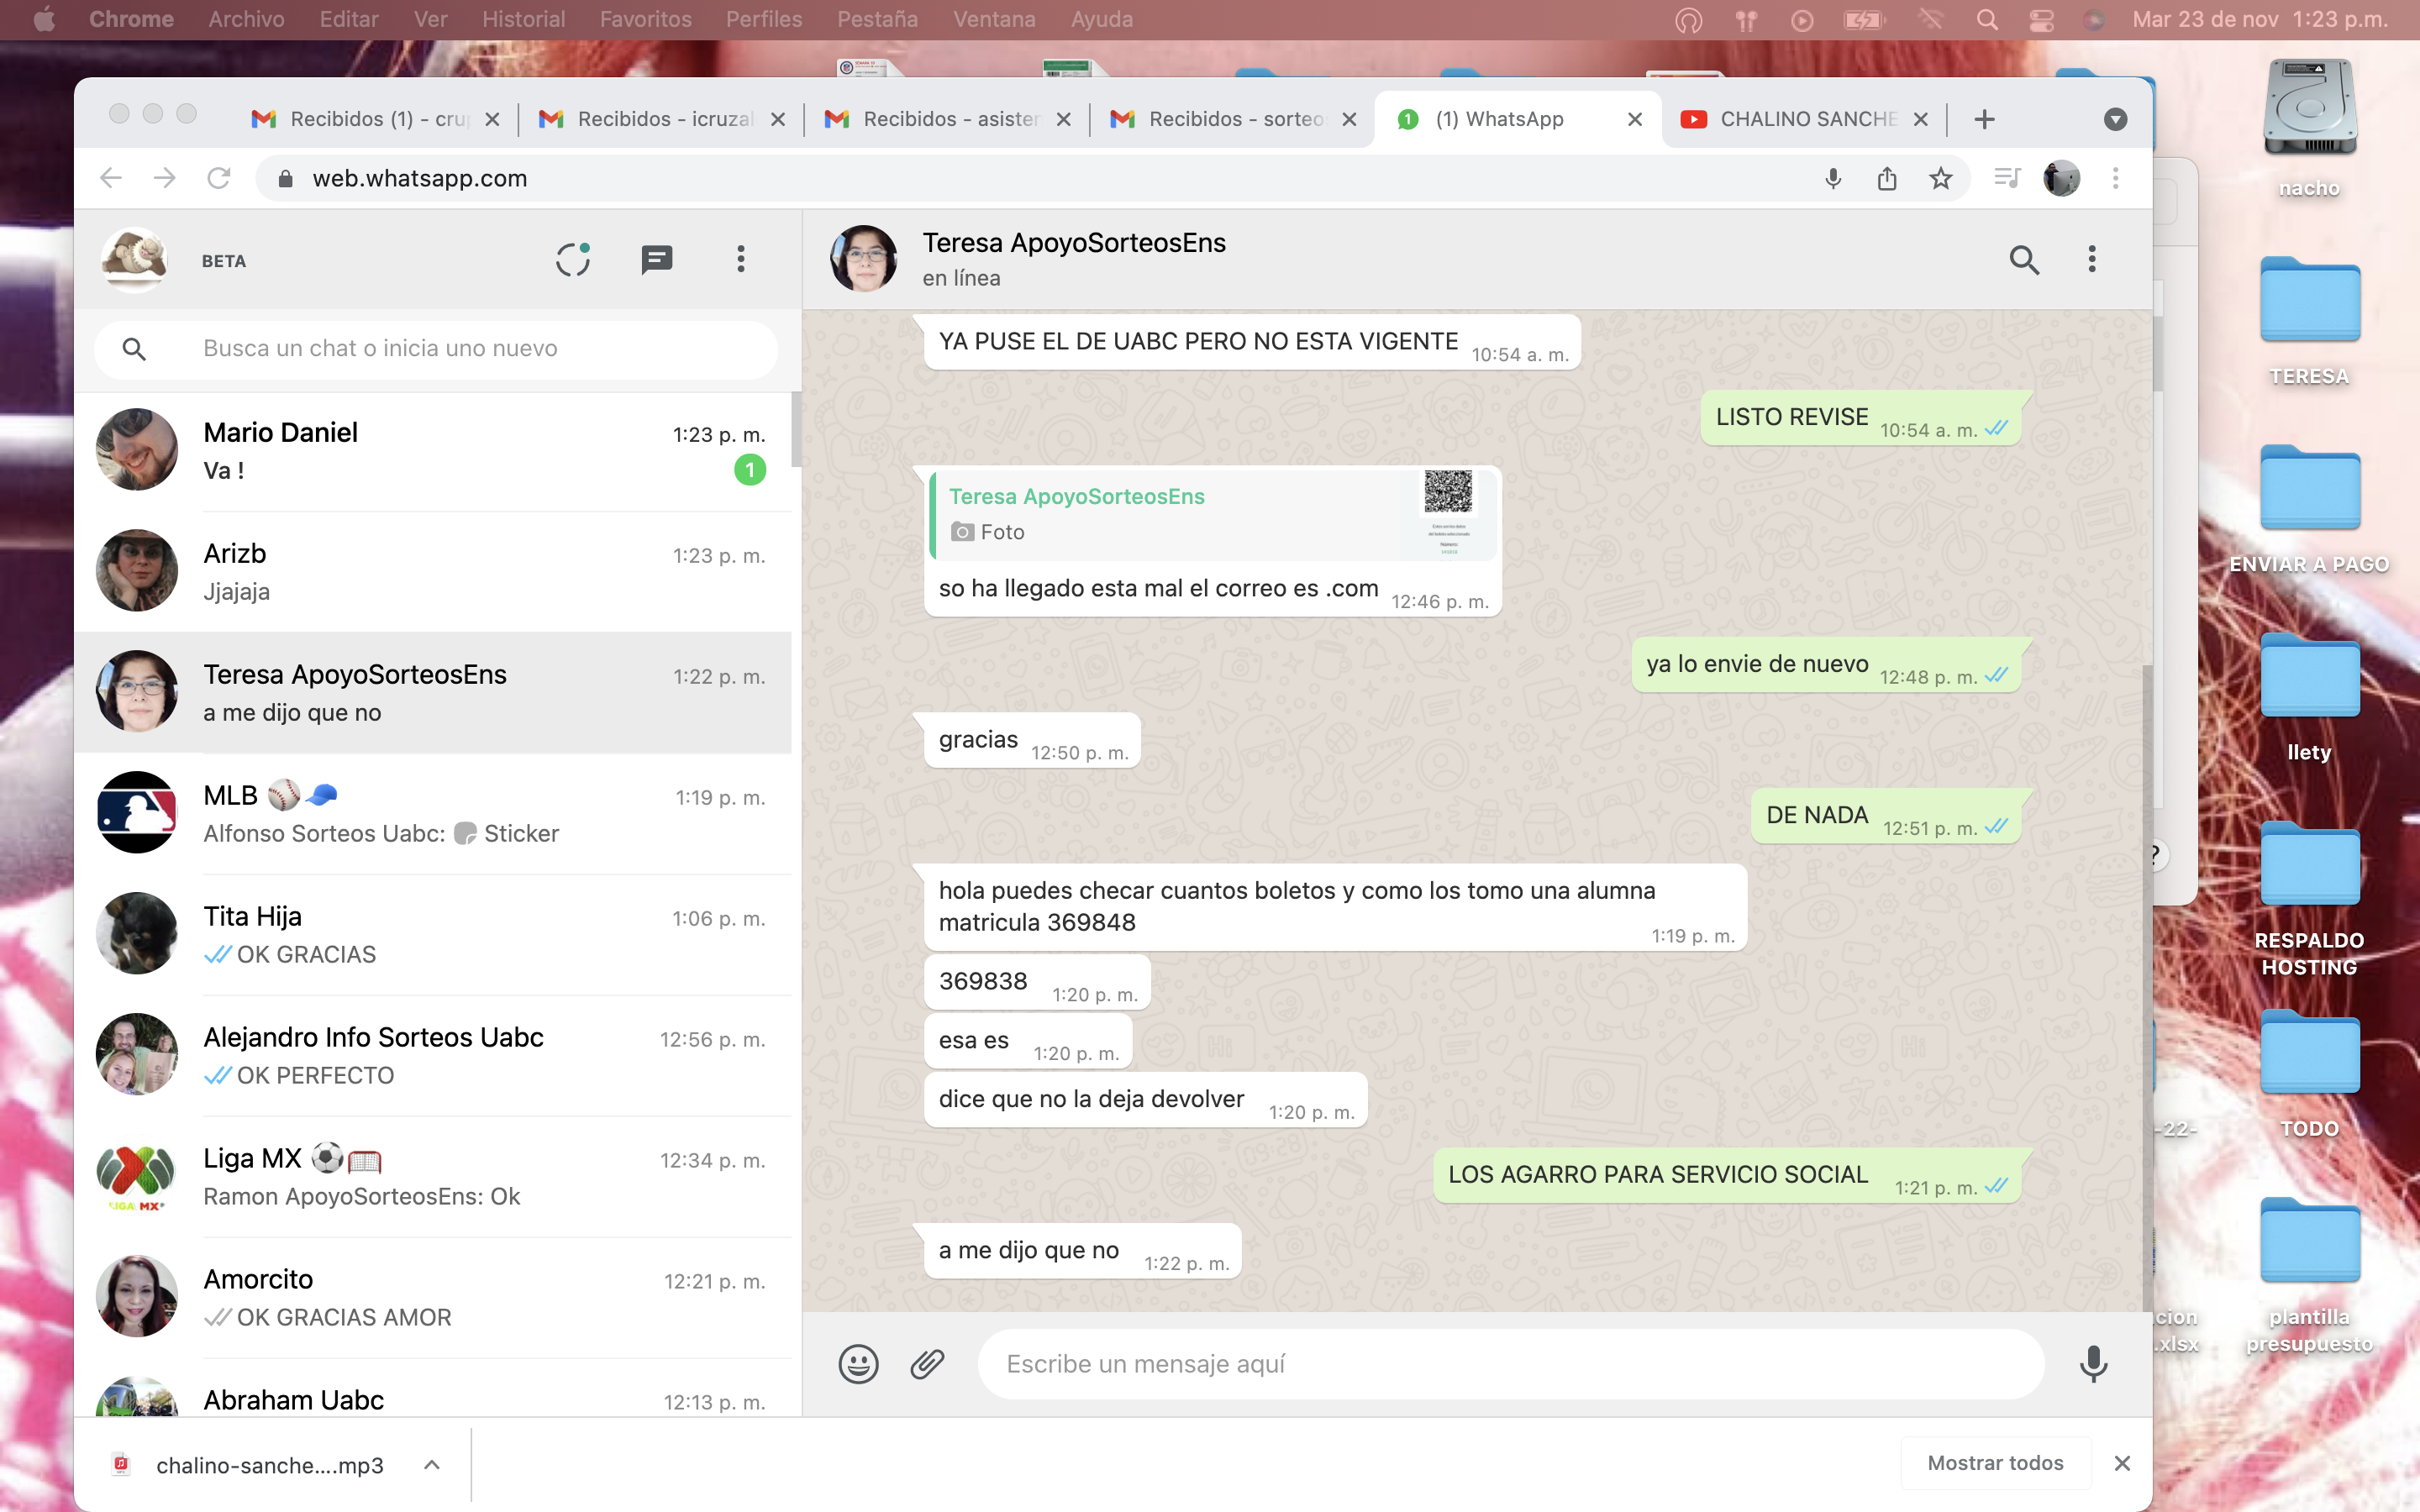 Chrome Archivo Editar Ver Historial Favoritos Perfiles Pestaña Ventana Ayuda Mar 23 de nov 1:23 p.m.
Recibidos (1) - cru
Recibidos - icruzal
Recibidos - asisten
Recibidos - sorteo
1 (1) WhatsApp
CHALINO SANCHE
web.whatsapp.com
BETA
Busca un chat o inicia uno nuevo
Mario Daniel 1:23 p. m.
Va ! 1
Arizb 1:23 p. m.
Jjajaja
Teresa ApoyoSorteosEns 1:22 p. m.
a me dijo que no
MLB ⚾🧢 1:19 p. m.
Alfonso Sorteos Uabc: Sticker
Tita Hija 1:06 p. m.
OK GRACIAS
Alejandro Info Sorteos Uabc 12:56 p. m.
OK PERFECTO
Liga MX ⚽🥅 12:34 p. m.
Ramon ApoyoSorteosEns: Ok
LIGA MX
Amorcito 12:21 p. m.
OK GRACIAS AMOR
Abraham Uabc 12:13 p. m.
Teresa ApoyoSorteosEns
en línea
YA PUSE EL DE UABC PERO NO ESTA VIGENTE 10:54 a. m.
LISTO REVISE 10:54 a. m.
Teresa ApoyoSorteosEns
Foto
so ha llegado esta mal el correo es .com 12:46 p. m.
ya lo envie de nuevo 12:48 p. m.
gracias 12:50 p. m.
DE NADA 12:51 p. m.
hola puedes checar cuantos boletos y como los tomo una alumna
matricula 369848 1:19 p. m.
369838 1:20 p. m.
esa es 1:20 p. m.
dice que no la deja devolver 1:20 p. m.
LOS AGARRO PARA SERVICIO SOCIAL 1:21 p. m.
a me dijo que no 1:22 p. m.
Escribe un mensaje aquí
chalino-sanche....mp3
Mostrar todos
nacho
TERESA
ENVIAR A PAGO
llety
?
RESPALDO
HOSTING
-22-
TODO
cion
.xlsx
plantilla
presupuesto